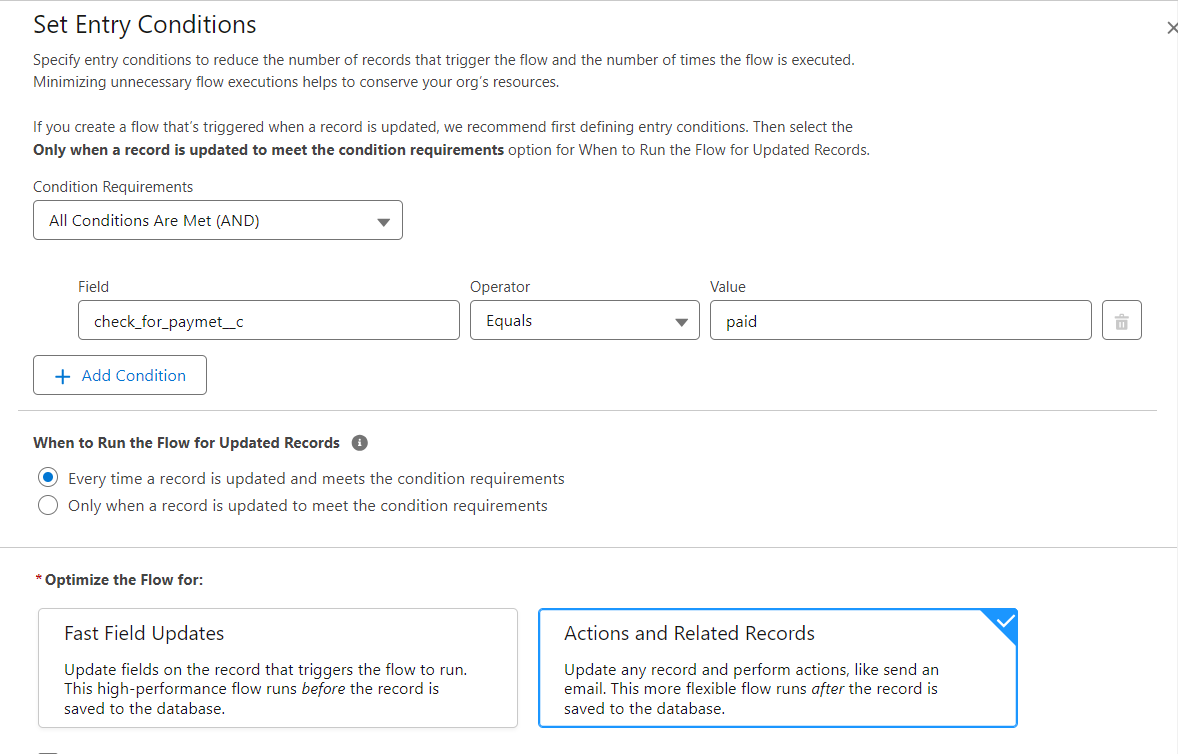 Set Entry Conditions
Specify entry conditions to reduce the number of records that trigger the flow and the number of times the flow is executed.
Minimizing unnecessary flow executions helps to conserve your org's resources.
If you create a flow that's triggered when a record is updated, we recommend first defining entry conditions. Then select the
Only when a record is updated to meet the condition requirements option for When to Run the Flow for Updated Records.
Condition Requirements
All Conditions Are Met (AND)
Field Operator Value
check_for_paymet__c Equals paid
+ Add Condition
When to Run the Flow for Updated Records
Every time a record is updated and meets the condition requirements
Only when a record is updated to meet the condition requirements
*Optimize the Flow for:
Fast Field Updates
Update fields on the record that triggers the flow to run.
This high-performance flow runs before the record is
saved to the database.
Actions and Related Records
Update any record and perform actions, like send an
email. This more flexible flow runs after the record is
saved to the database.